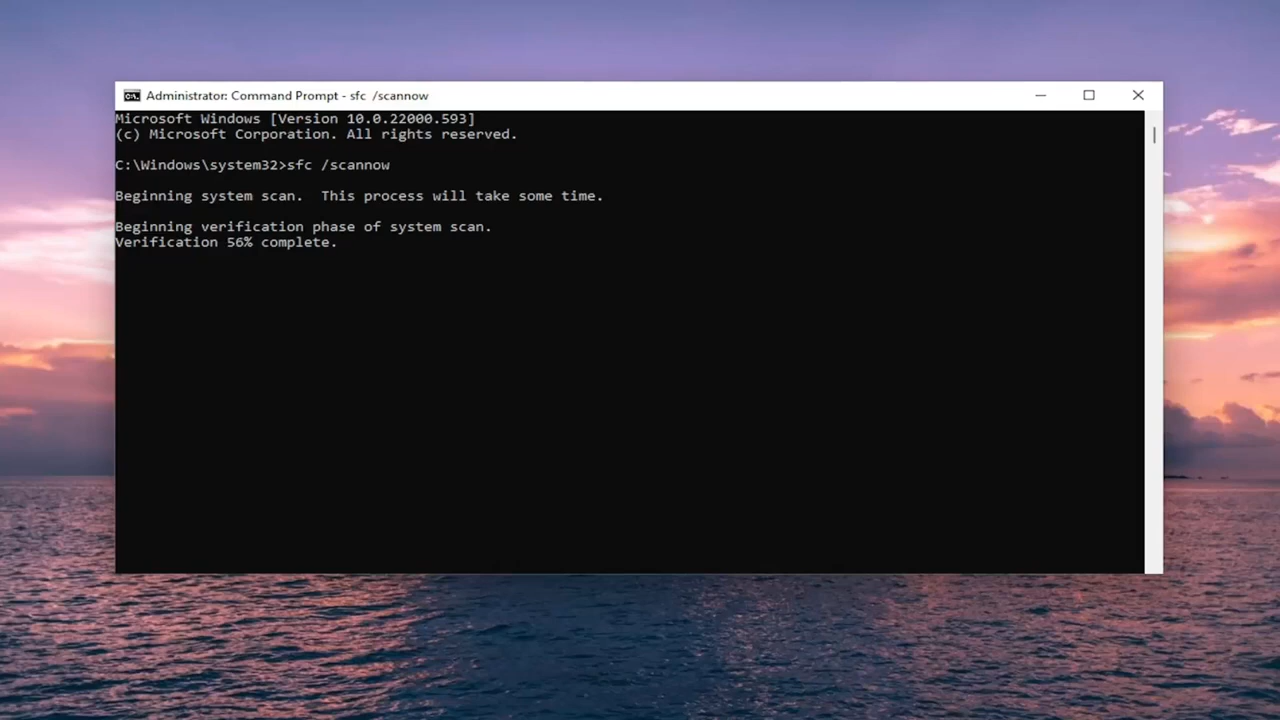 Administrator: Command Prompt - sfc  /scannow
Microsoft Windows [Version 10.0.22000.593]
(c) Microsoft Corporation. All rights reserved.
C:\Windows\system32>sfc /scannow
Beginning system scan.  This process will take some time.
Beginning verification phase of system scan.
Verification 56% complete.